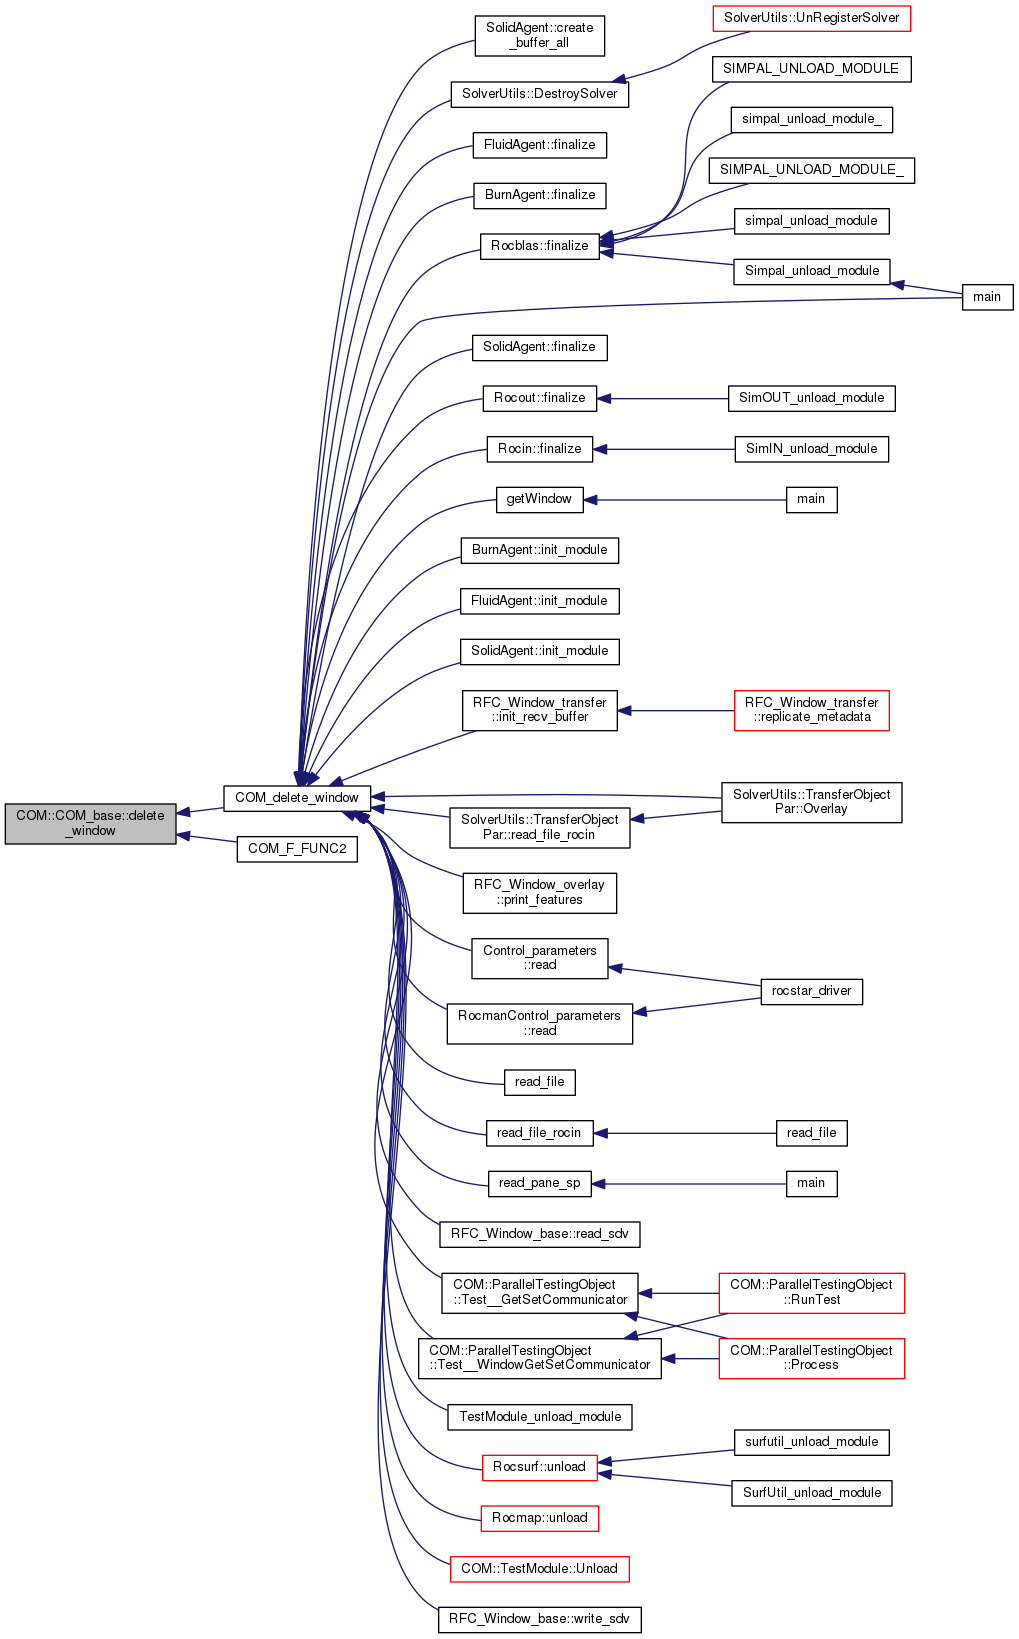 SolidAgent::create
_buffer_all
SolverUtils::UnRegisterSolver
SolverUtils::DestroySolver
SIMPAL_UNLOAD_MODULE
simpal_unload_module_
FluidAgent::finalize
SIMPAL_UNLOAD_MODULE_
BurnAgent::finalize
simpal_unload_module
Rocblas::finalize
Simpal_unload_module
main
SolidAgent::finalize
Rocout::finalize
SimOUT_unload_module
Rocin::finalize
SimIN_unload_module
getWindow
main
BurnAgent::init_module
FluidAgent::init_module
SolidAgent::init_module
RFC_Window_transfer
::init_recv_buffer
RFC_Window_transfer
::replicate_metadata
COM_delete_window
SolverUtils::TransferObject
Par::Overlay
COM::COM_base::delete
_window
SolverUtils::TransferObject
Par::read_file_rocin
COM_F_FUNC2
RFC_Window_overlay
::print_features
Control_parameters
::read
rocstar_driver
RocmanControl_parameters
::read
read_file
read_file_rocin
read_file
read_pane_sp
main
RFC_Window_base::read_sdv
COM::ParallelTestingObject
::Test__GetSetCommunicator
COM::ParallelTestingObject
::RunTest
COM::ParallelTestingObject
::Test__WindowGetSetCommunicator
COM::ParallelTestingObject
::Process
TestModule_unload_module
surfutil_unload_module
Rocsurf::unload
SurfUtil_unload_module
Rocmap::unload
COM::TestModule::Unload
RFC_Window_base::write_sdv